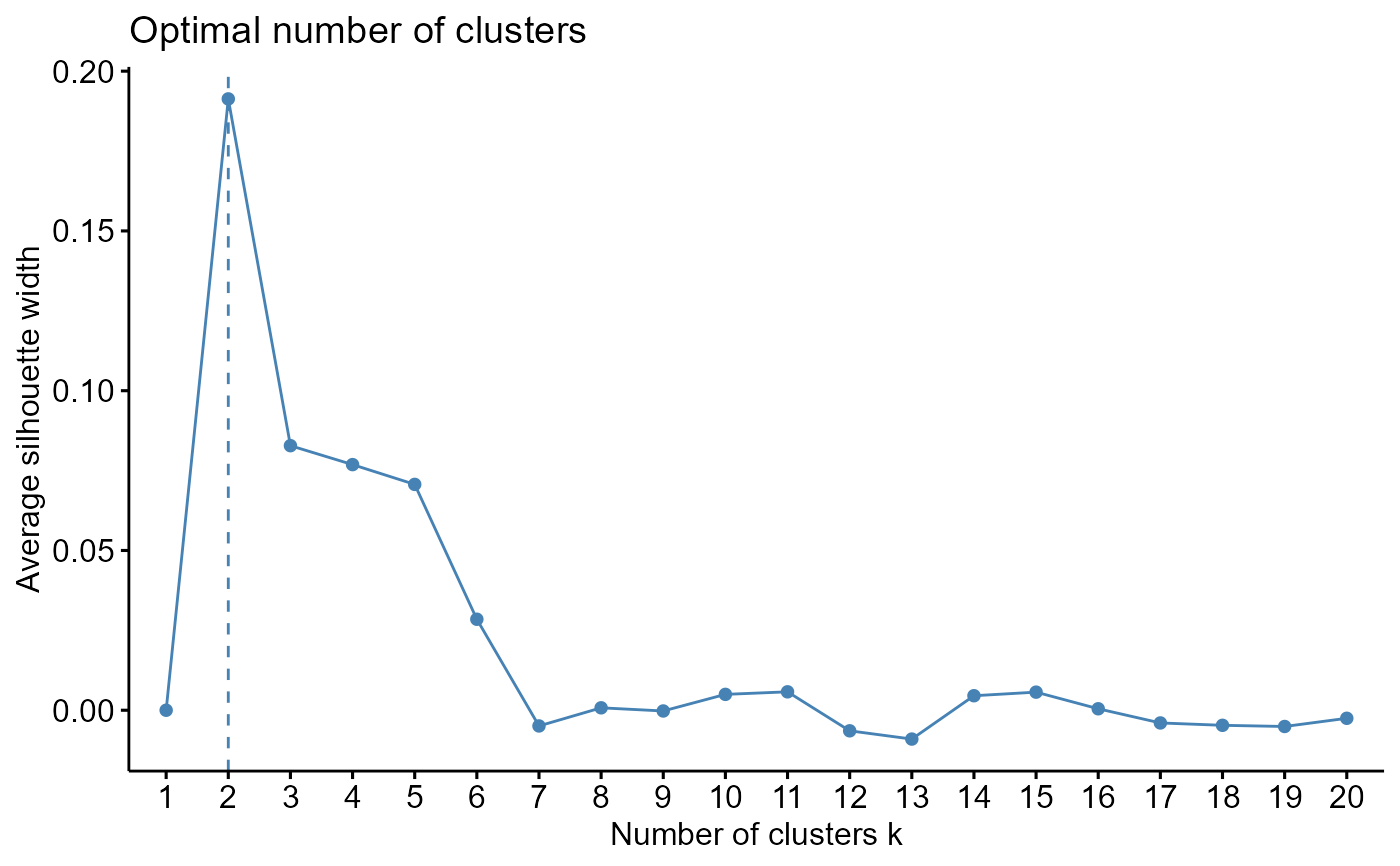 Optimal number of clusters
0.20
0.15
0.10
0.05
0.00
Average silhouette width
1 2 3 4 5 6 7 8 9 10 11 12 13 14 15 16 17 18 19 20
Number of clusters k